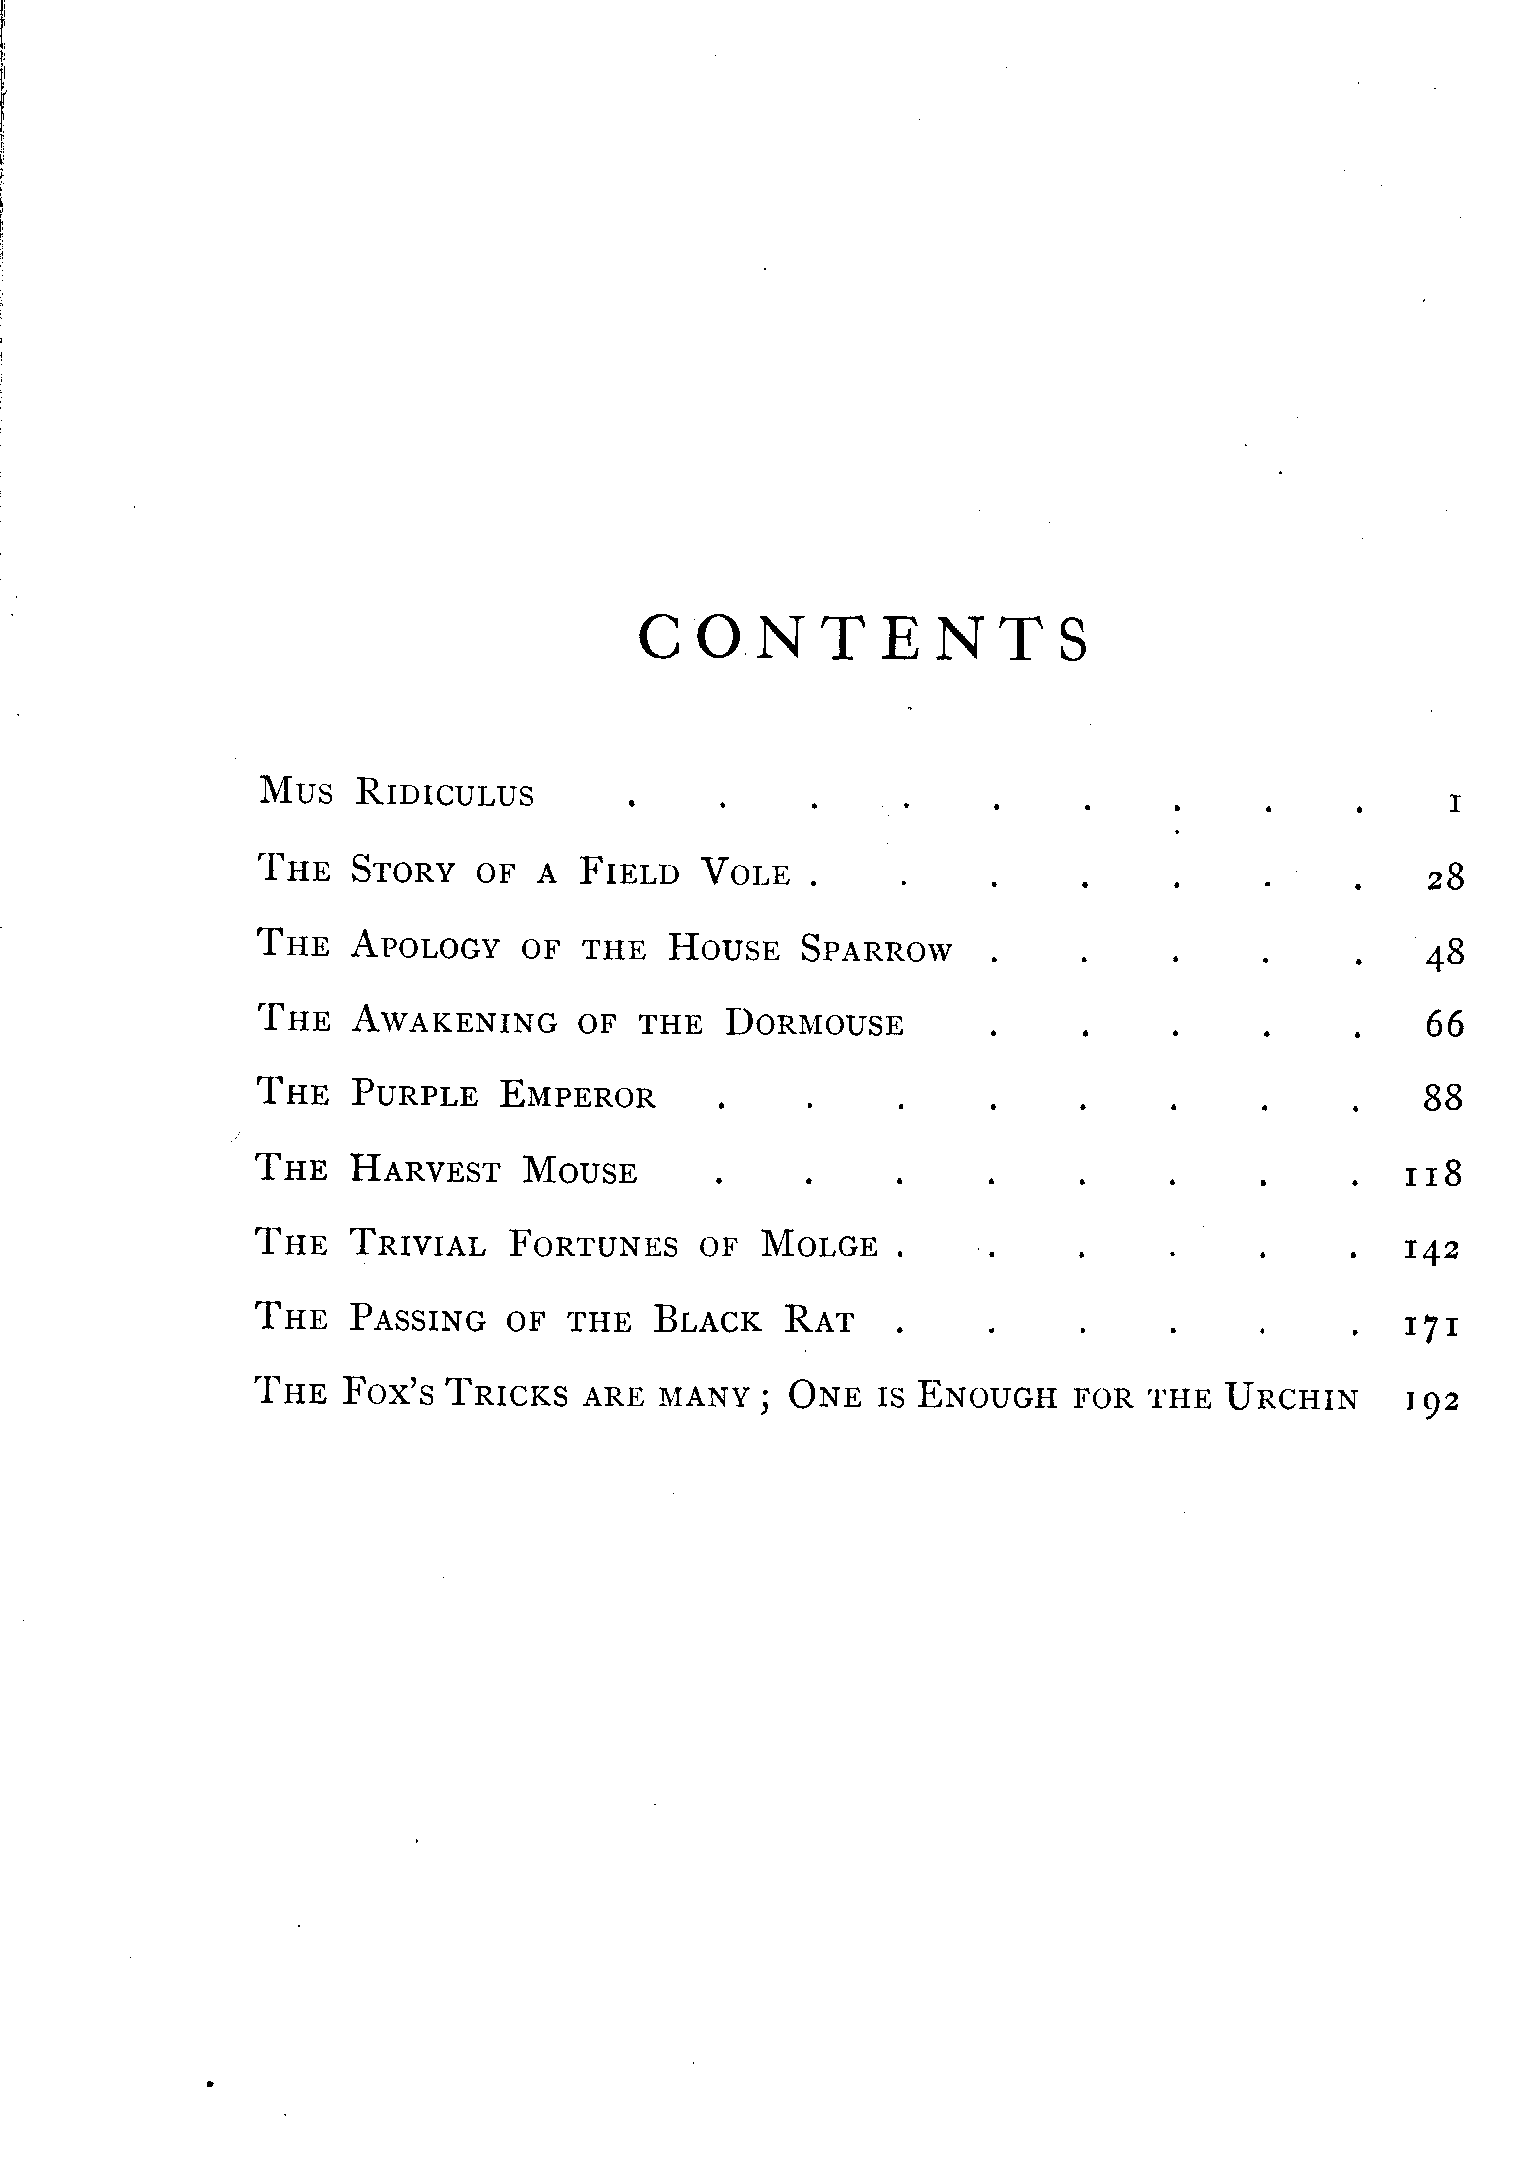 CONTENTS
Mus Ridiculus . . . . . . . . . 1
The Story of a Field Vole . . . . . . . 28
The Apology of the House Sparrow . . . . . 48
The Awakening of the Dormouse . . . . . 66
The Purple Emperor . . . . . . . . 88
The Harvest Mouse . . . . . . . . 118
The Trivial Fortunes of Molge . . . . . . 142
The Passing of the Black Rat . . . . . . 171
The Fox's Tricks are many; One is Enough for the Urchin 192